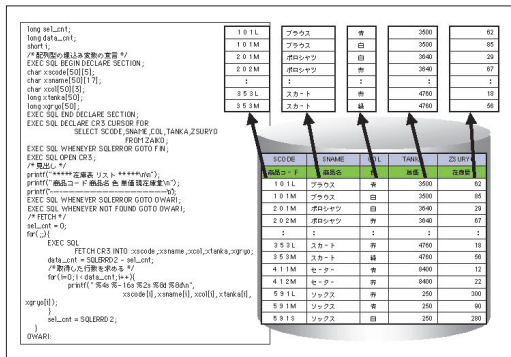 long sel_cnt;
long data_cnt;
short i;
/*配列型の埋込み変数の宣言 */
EXEC SQL BEGIN DECLARE SECTION;
char xscode[50][5];
char xsname[50][17];
char xcol[50][3];
long xtanka[50];
long xgryo[50];
EXEC SQL END DECLARE SECTION;
EXEC SQL DECLARE CR3 CURSOR FOR
SELECT SCODE,SNAME,COL,TANKA,ZSURYO
FROM ZAIKO;
EXEC SQL WHENEVER SQLERROR GOTO FIN;
EXEC SQL OPEN CR3;
/* 見出し */
printf("***** 在庫表 リスト *****\n\n");
printf("商品コード 商品名 色 単価 現在庫量\n");
EXEC SQL WHENEVER SQLERROR GOTO OWARI;
EXEC SQL WHENEVER NOT FOUND GOTO OWARI;
/* FETCH */
sel_cnt = 0;
for(;;){
EXEC SQL
FETCH CR3 INTO :xscode,:xsname,:xcol,:xtanka,:xgryo;
data_cnt = SQLERRD2 - sel_cnt;
/*取得した行数を求める */
for(i=0; i < data_cnt; i++){
printf(" %4s %-16s %2s %8d %8d\n",
xscode[i], xsname[i], xcol[i], xtanka[i],
xgryo[i]);
}
sel_cnt = SQLERRD2;
}
OWARI:
101L ブラウス 青 3500 62
101M ブラウス 白 3500 85
201M ポロシャツ 白 3640 29
202M ポロシャツ 赤 3640 67
: : : : :
353L スカート 赤 4760 18
353M スカート 緑 4760 56
SCODE SNAME COL TANKA ZSURYO
商品コード 商品名 色 単価 在庫量
101L ブラウス 青 3500 62
101M ブラウス 白 3500 85
201M ポロシャツ 白 3640 29
202M ポロシャツ 赤 3640 67
: : : : :
353L スカート 赤 4760 18
353M スカート 緑 4760 56
411M セーター 青 8400 12
412M セーター 赤 8400 22
591L ソックス 赤 250 300
591M ソックス 青 250 90
591S ソックス 白 250 280